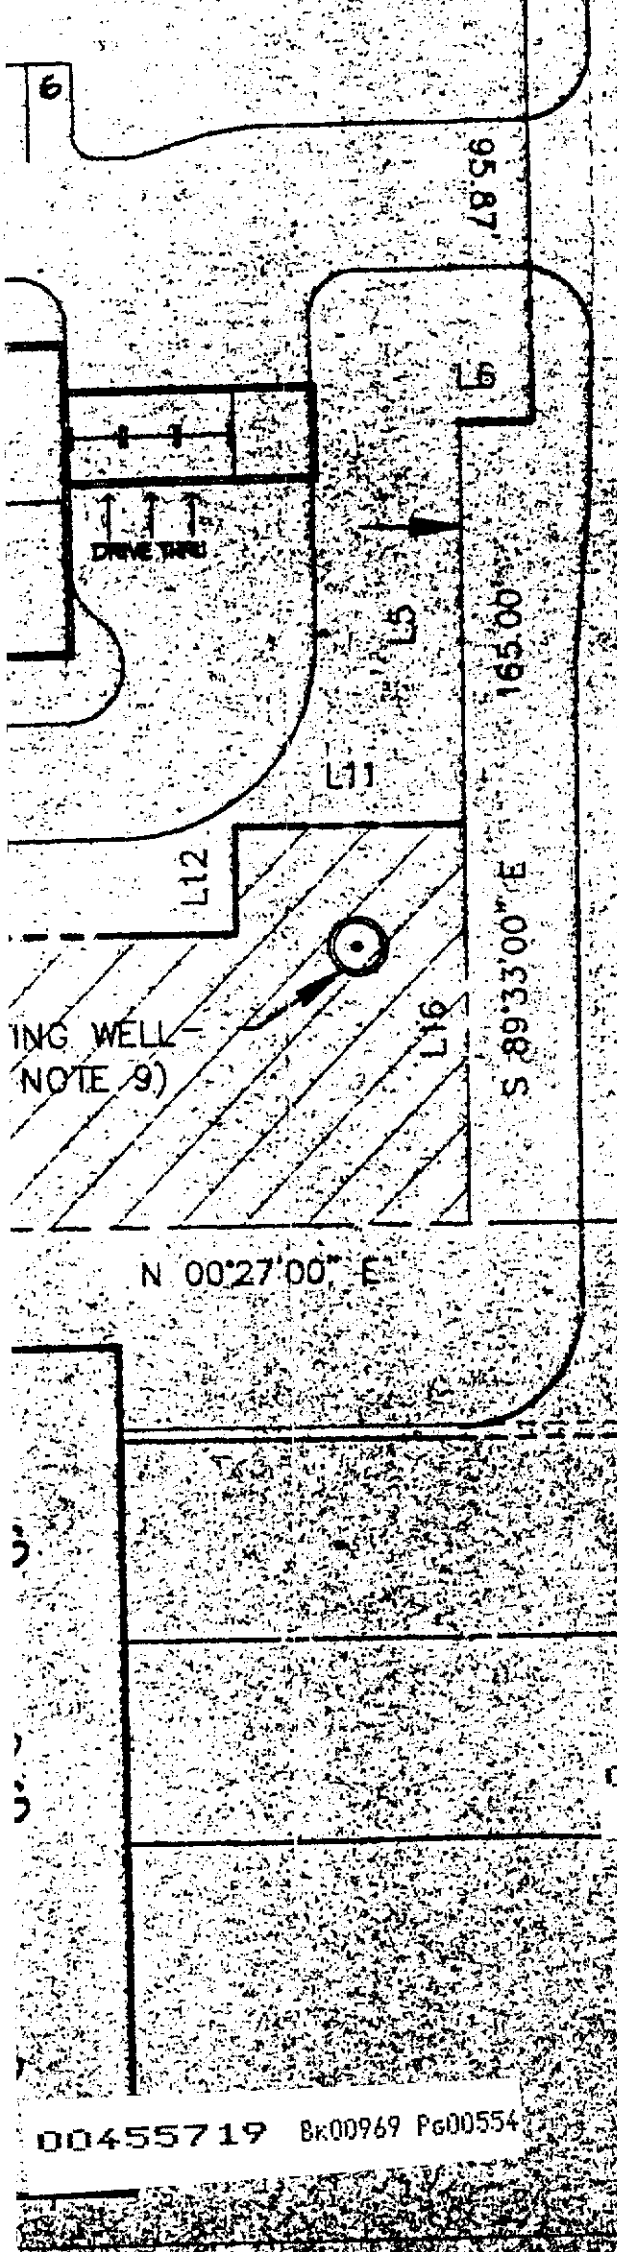 6
95.87'
L6
DRIVE THRU
L5
165.00'
L11
L12
S 89°33'00" E
L16
ING WELL
NOTE 9)
N 00°27'00" E
00455719 Bk00969 Pg00554